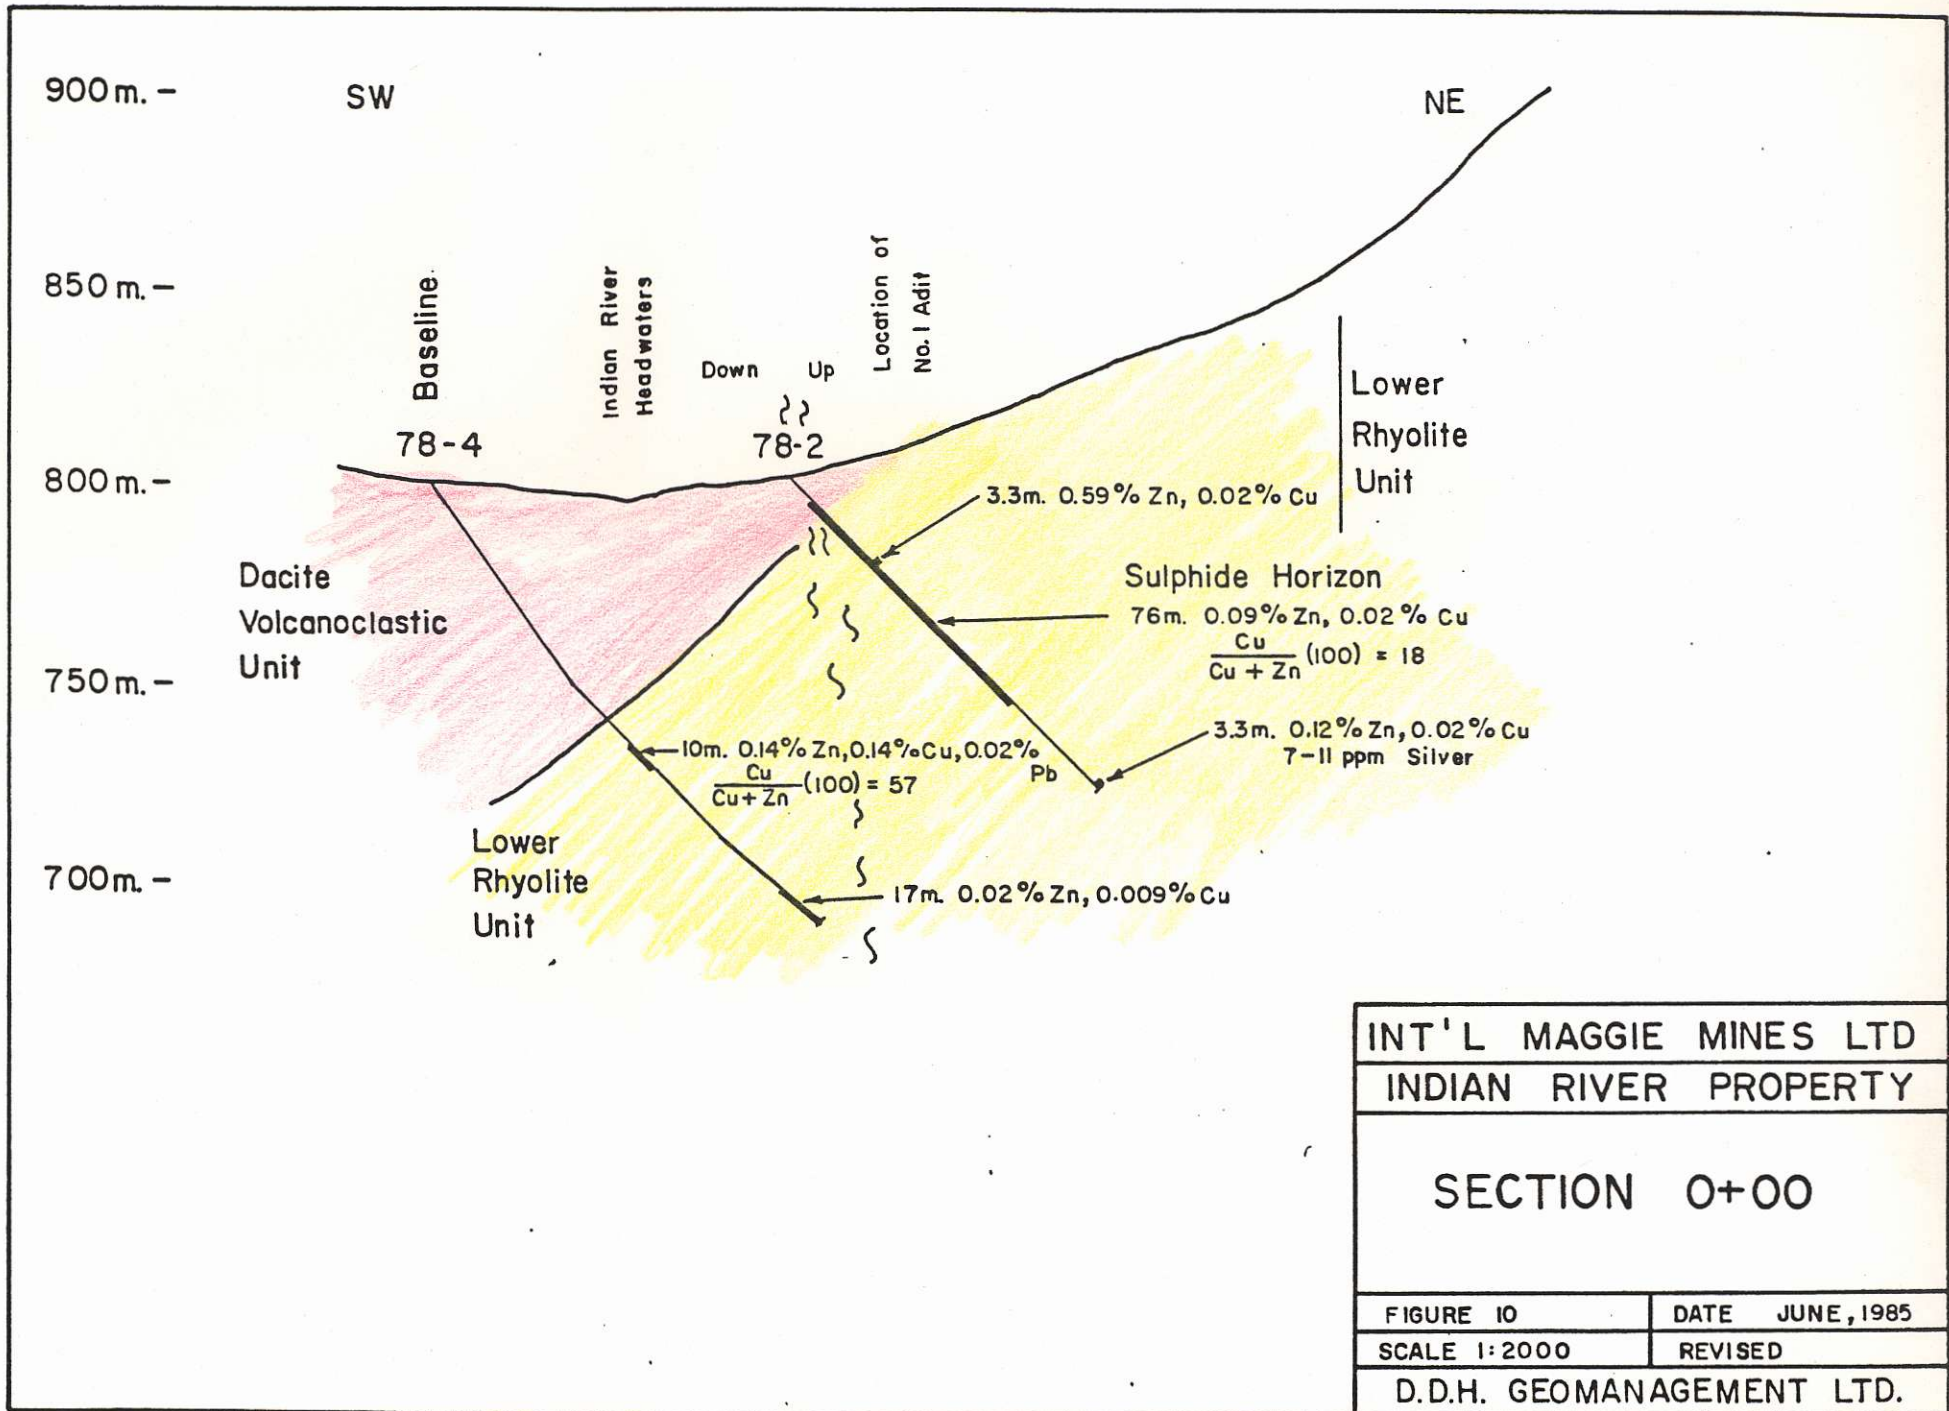 900m.
SW
NE
850m.
Baseline
Indian River
Headwaters
Down
Up
Location of
No. 1 Adit
78-4
78-2
800m.
Lower
Rhyolite
Unit
3.3m. 0.59% Zn, 0.02% Cu
Dacite
Volcanoclastic
Unit
Sulphide Horizon
76m. 0.09% Zn, 0.02% Cu
Cu
Cu + Zn (100) = 18
750m.
10m. 0.14% Zn, 0.14% Cu, 0.02%
Pb
Cu
Cu + Zn (100) = 57
3.3m. 0.12% Zn, 0.02% Cu
7-11 ppm Silver
700m.
Lower
Rhyolite
Unit
17m. 0.02% Zn, 0.009% Cu
INT'L MAGGIE MINES LTD
INDIAN RIVER PROPERTY
SECTION 0+00
FIGURE 10
DATE JUNE, 1985
SCALE 1:2000
REVISED
D.D.H. GEOMANAGEMENT LTD.